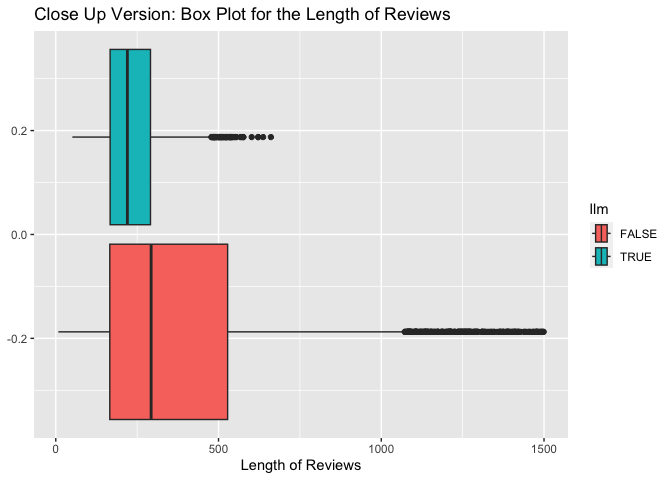 Close Up Version: Box Plot for the Length of Reviews
0.2
0.0
-0.2
0
500
1000
1500
Length of Reviews
llm
FALSE
TRUE